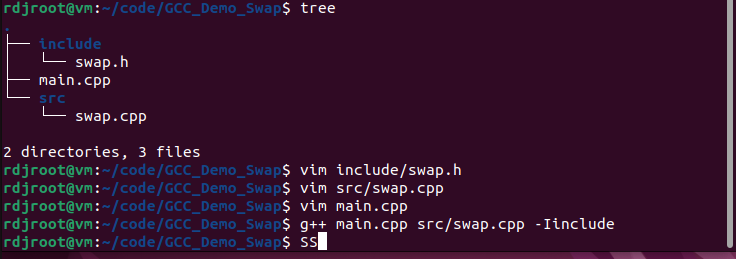 rdjroot@vm:~/code/GCC_Demo_Swap$ tree
.
├── include
│   └── swap.h
├── main.cpp
└── src
    └── swap.cpp

2 directories, 3 files
rdjroot@vm:~/code/GCC_Demo_Swap$ vim include/swap.h
rdjroot@vm:~/code/GCC_Demo_Swap$ vim src/swap.cpp
rdjroot@vm:~/code/GCC_Demo_Swap$ vim main.cpp
rdjroot@vm:~/code/GCC_Demo_Swap$ g++ main.cpp src/swap.cpp -Iinclude
rdjroot@vm:~/code/GCC_Demo_Swap$ SS